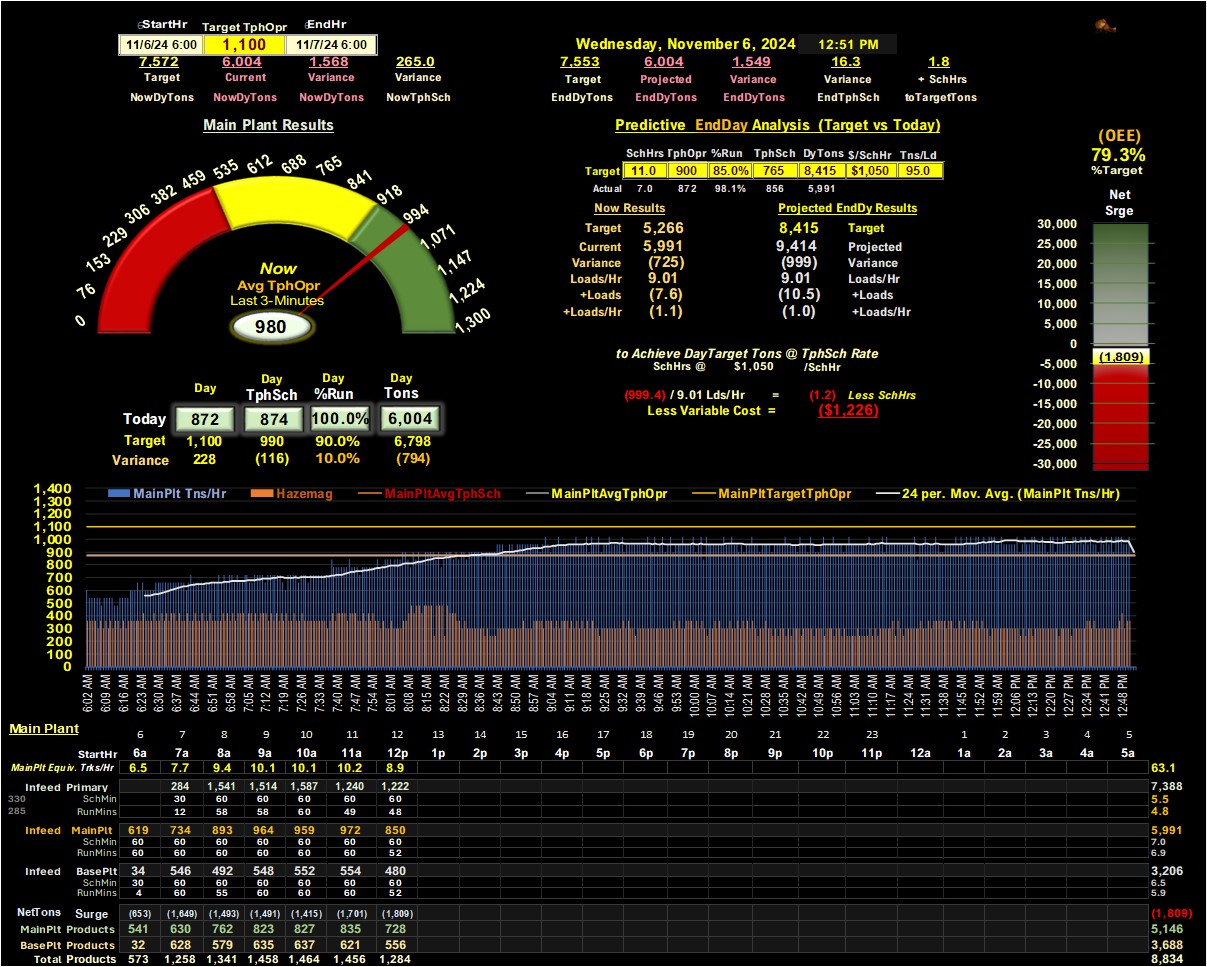 StartHr Target TphOpr EndHr
11/6/24 6:00 1,100 11/7/24 6:00
7,572 6,004 1,568 265.0
Target Current Variance Variance
NowDyTons NowDyTons NowDyTons NowTphSch
Wednesday, November 6, 2024 12:51 PM
7,553 6,004 1,549 16.3 1.8
Target Projected Variance Variance + SchHrs
EndDyTons EndDyTons EndDyTons EndTphSch toTargetTons
Main Plant Results
0 76 153 229 306 382 459 535 612 688 765 841 918 994 1,071 1,147 1,224 1,300
Now
Avg TphOpr
Last 3-Minutes
980
Day Day Day Day
TphSch %Run Tons
Today 872 874 100.0% 6,004
Target 1,100 990 90.0% 6,798
Variance 228 (116) 10.0% (794)
Predictive EndDay Analysis (Target vs Today)
SchHrs TphOpr %Run TphSch DyTons $/SchHr Tns/Ld
Target 11.0 900 85.0% 765 8,415 $1,050 95.0
Actual 7.0 872 98.1% 856 5,991
Now Results Projected EndDy Results
Target 5,266 8,415 Target
Current 5,991 9,414 Projected
Variance (725) (999) Variance
Loads/Hr 9.01 9.01 Loads/Hr
+Loads (7.6) (10.5) +Loads
+Loads/Hr (1.1) (1.0) +Loads/Hr
to Achieve DayTarget Tons @ TphSch Rate
SchHrs @ $1,050 /SchHr
(999.4) / 9.01 Lds/Hr = (1.2) Less SchHrs
Less Variable Cost = ($1,226)
(OEE)
79.3%
%Target
Net
Srge
30,000
25,000
20,000
15,000
10,000
5,000
0
(1,809)
-5,000
-10,000
-15,000
-20,000
-25,000
-30,000
MainPlt Tns/Hr Hazemag MainPltAvgTphSch MainPltAvgTphOpr MainPltTargetTphOpr 24 per. Mov. Avg. (MainPlt Tns/Hr)
1,400
1,300
1,200
1,100
1,000
900
800
700
600
500
400
300
200
100
0
6:02 AM 6:09 AM 6:16 AM 6:23 AM 6:30 AM 6:37 AM 6:44 AM 6:51 AM 6:58 AM 7:05 AM 7:12 AM 7:19 AM 7:26 AM 7:33 AM 7:40 AM 7:47 AM 7:54 AM 8:01 AM 8:08 AM 8:15 AM 8:22 AM 8:29 AM 8:36 AM 8:43 AM 8:50 AM 8:57 AM 9:04 AM 9:11 AM 9:18 AM 9:25 AM 9:32 AM 9:39 AM 9:46 AM 9:53 AM 10:00 AM 10:07 AM 10:14 AM 10:21 AM 10:28 AM 10:35 AM 10:42 AM 10:49 AM 10:56 AM 11:03 AM 11:10 AM 11:17 AM 11:24 AM 11:31 AM 11:38 AM 11:45 AM 11:52 AM 11:59 AM 12:06 PM 12:13 PM 12:20 PM 12:27 PM 12:34 PM 12:41 PM 12:48 PM
Main Plant
6 7 8 9 10 11 12 13 14 15 16 17 18 19 20 21 22 23 1 2 3 4 5
StartHr 6a 7a 8a 9a 10a 11a 12p 1p 2p 3p 4p 5p 6p 7p 8p 9p 10p 11p 12a 1a 2a 3a 4a 5a
MainPlt Equiv. Trks/Hr 6.5 7.7 9.4 10.1 10.1 10.2 8.9 63.1
Infeed Primary 284 1,541 1,514 1,587 1,240 1,222 7,388
330 SchMin 30 60 60 60 60 60 5.5
285 RunMins 12 58 58 60 49 48 4.8
Infeed MainPlt 619 734 893 964 959 972 850 5,991
SchMin 60 60 60 60 60 60 60 7.0
RunMins 60 60 60 60 60 60 52 6.9
Infeed BasePlt 34 546 492 548 552 554 480 3,206
SchMin 30 60 60 60 60 60 60 6.5
RunMins 4 60 55 60 60 60 52 5.9
NetTons Surge (653) (1,649) (1,493) (1,491) (1,415) (1,701) (1,809) (1,809)
MainPlt Products 541 630 762 823 827 835 728 5,146
BasePlt Products 32 628 579 635 637 621 556 3,688
Total Products 573 1,258 1,341 1,458 1,464 1,456 1,284 8,834